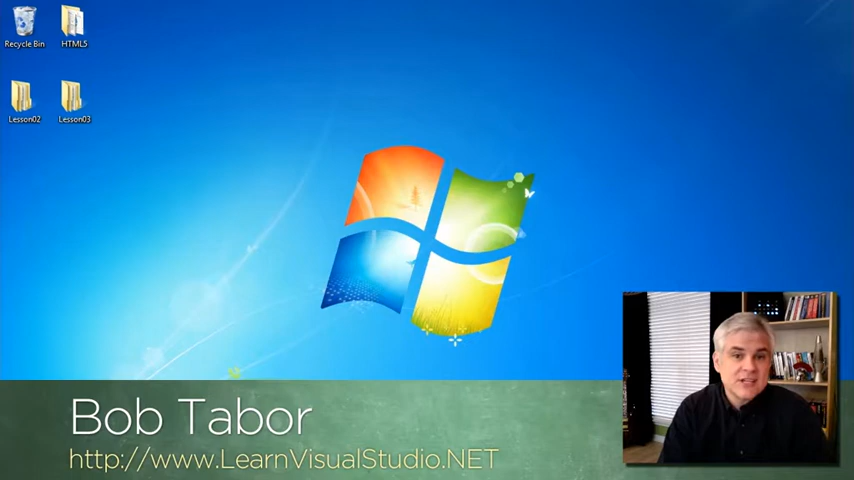 Recycle Bin
HTML5
Lesson02
Lesson03
Bob Tabor
http://www.LearnVisualStudio.NET